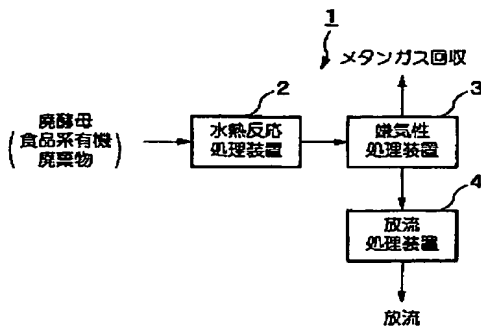 1
メタンガス回収
2
3
廃酵母
(食品系有機
廃棄物)
水熱反応
処理装置
嫌気性
処理装置
4
放流
処理装置
放流